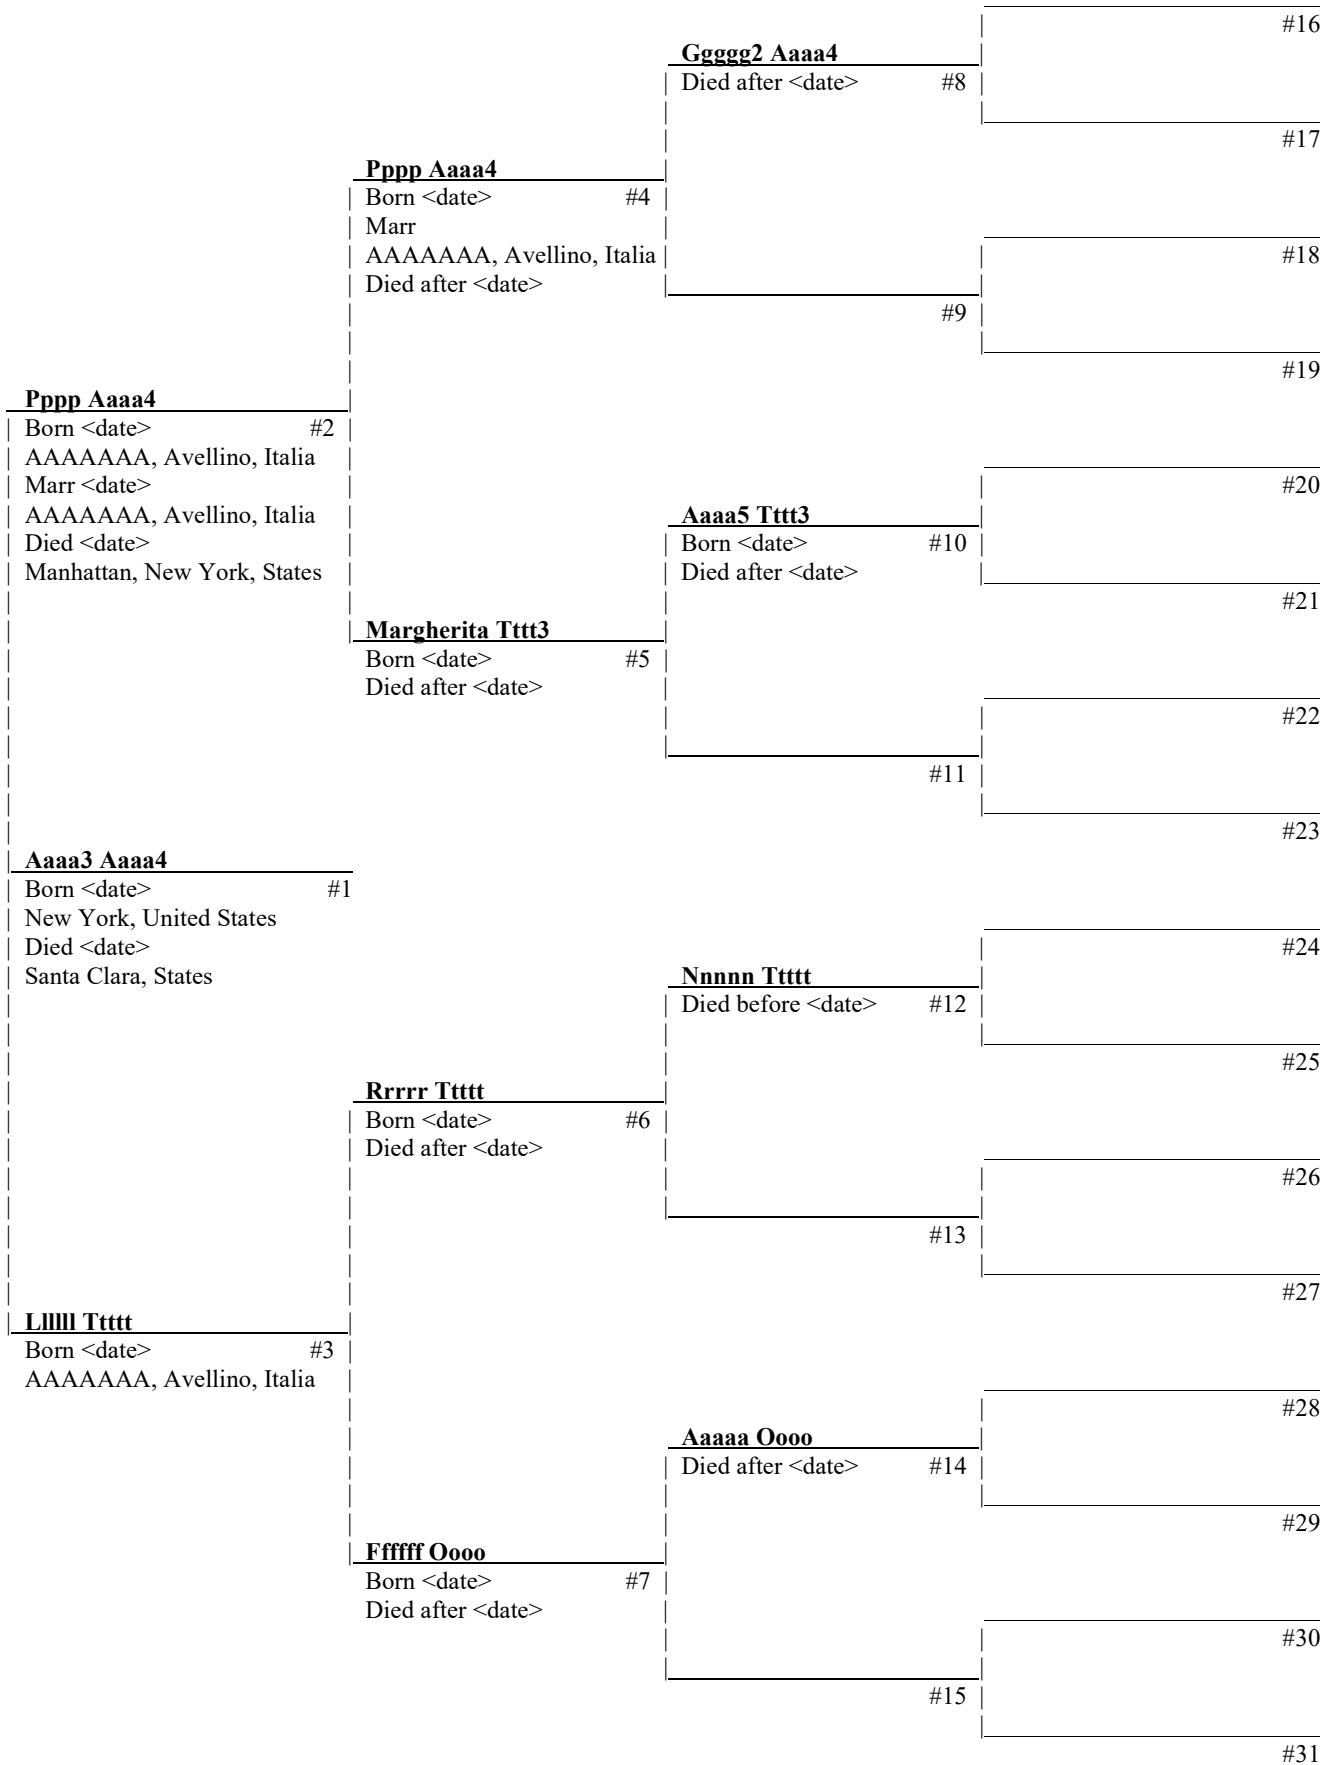 #16
Ggggg2 Aaaa4
Died after <date> #8
#17
Pppp Aaaa4
Born <date> #4
Marr
AAAAAAA, Avellino, Italia
Died after <date>
#18
#9
#19
Pppp Aaaa4
Born <date> #2
AAAAAAA, Avellino, Italia
Marr <date>
AAAAAAA, Avellino, Italia
Died <date>
Manhattan, New York, States
#20
Aaaa5 Tttt3
Born <date> #10
Died after <date>
#21
Margherita Tttt3
Born <date> #5
Died after <date>
#22
#11
#23
Aaaa3 Aaaa4
Born <date> #1
New York, United States
Died <date>
Santa Clara, States
#24
Nnnnn Ttttt
Died before <date> #12
#25
Rrrrr Ttttt
Born <date> #6
Died after <date>
#26
#13
#27
Llllll Ttttt
Born <date> #3
AAAAAAA, Avellino, Italia
#28
Aaaaa Oooo
Died after <date> #14
#29
Ffffff Oooo
Born <date> #7
Died after <date>
#30
#15
#31